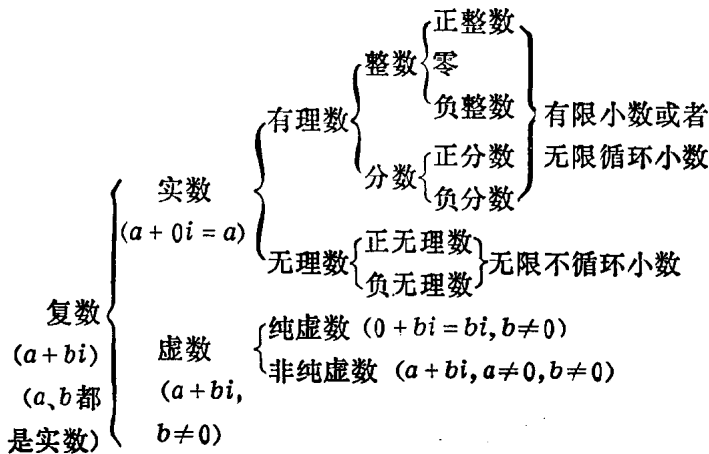 复数
(a+bi)
(a、b都
是实数)
实数
(a+0i=a)
有理数
整数
正整数
零
负整数
分数
正分数
负分数
有限小数或者
无限循环小数
无理数
正无理数
负无理数
无限不循环小数
虚数
(a+bi,
b≠0)
纯虚数 (0+bi=bi,b≠0)
非纯虚数 (a+bi,a≠0,b≠0)